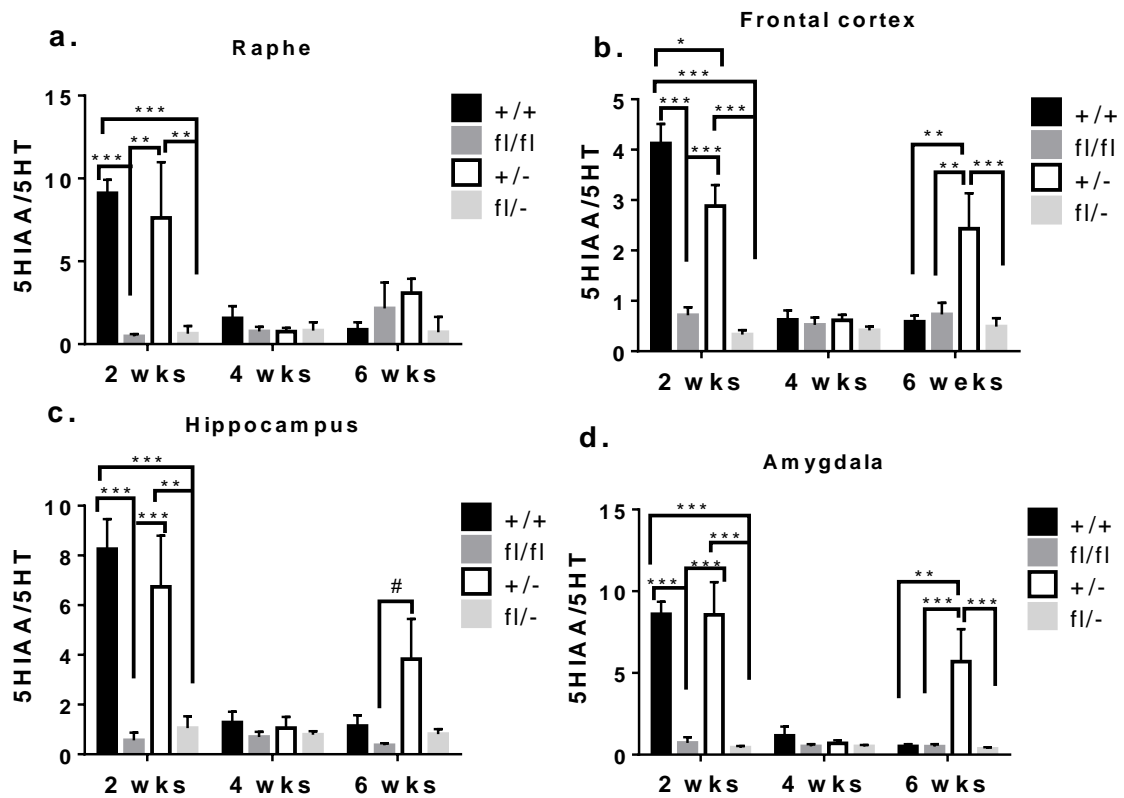 a.
Raphe
5HIAA/5HT
15
10
5
0
***
***
**
**
2 wks
4 wks
6 wks
+/+
fl/fl
+/-
fl/-
b.
Frontal cortex
5HIAA/5HT
5
4
3
2
1
0
*
***
***
***
***
**
**
***
2 wks
4 wks
6 weks
+/+
fl/fl
+/-
fl/-
c.
Hippocampus
5HIAA/5HT
10
8
6
4
2
0
***
**
***
***
#
2 wks
4 wks
6 wks
+/+
fl/fl
+/-
fl/-
d.
Amygdala
5HIAA/5HT
15
10
5
0
***
***
***
***
**
***
***
2 wks
4 wks
6 wks
+/+
fl/fl
+/-
fl/-